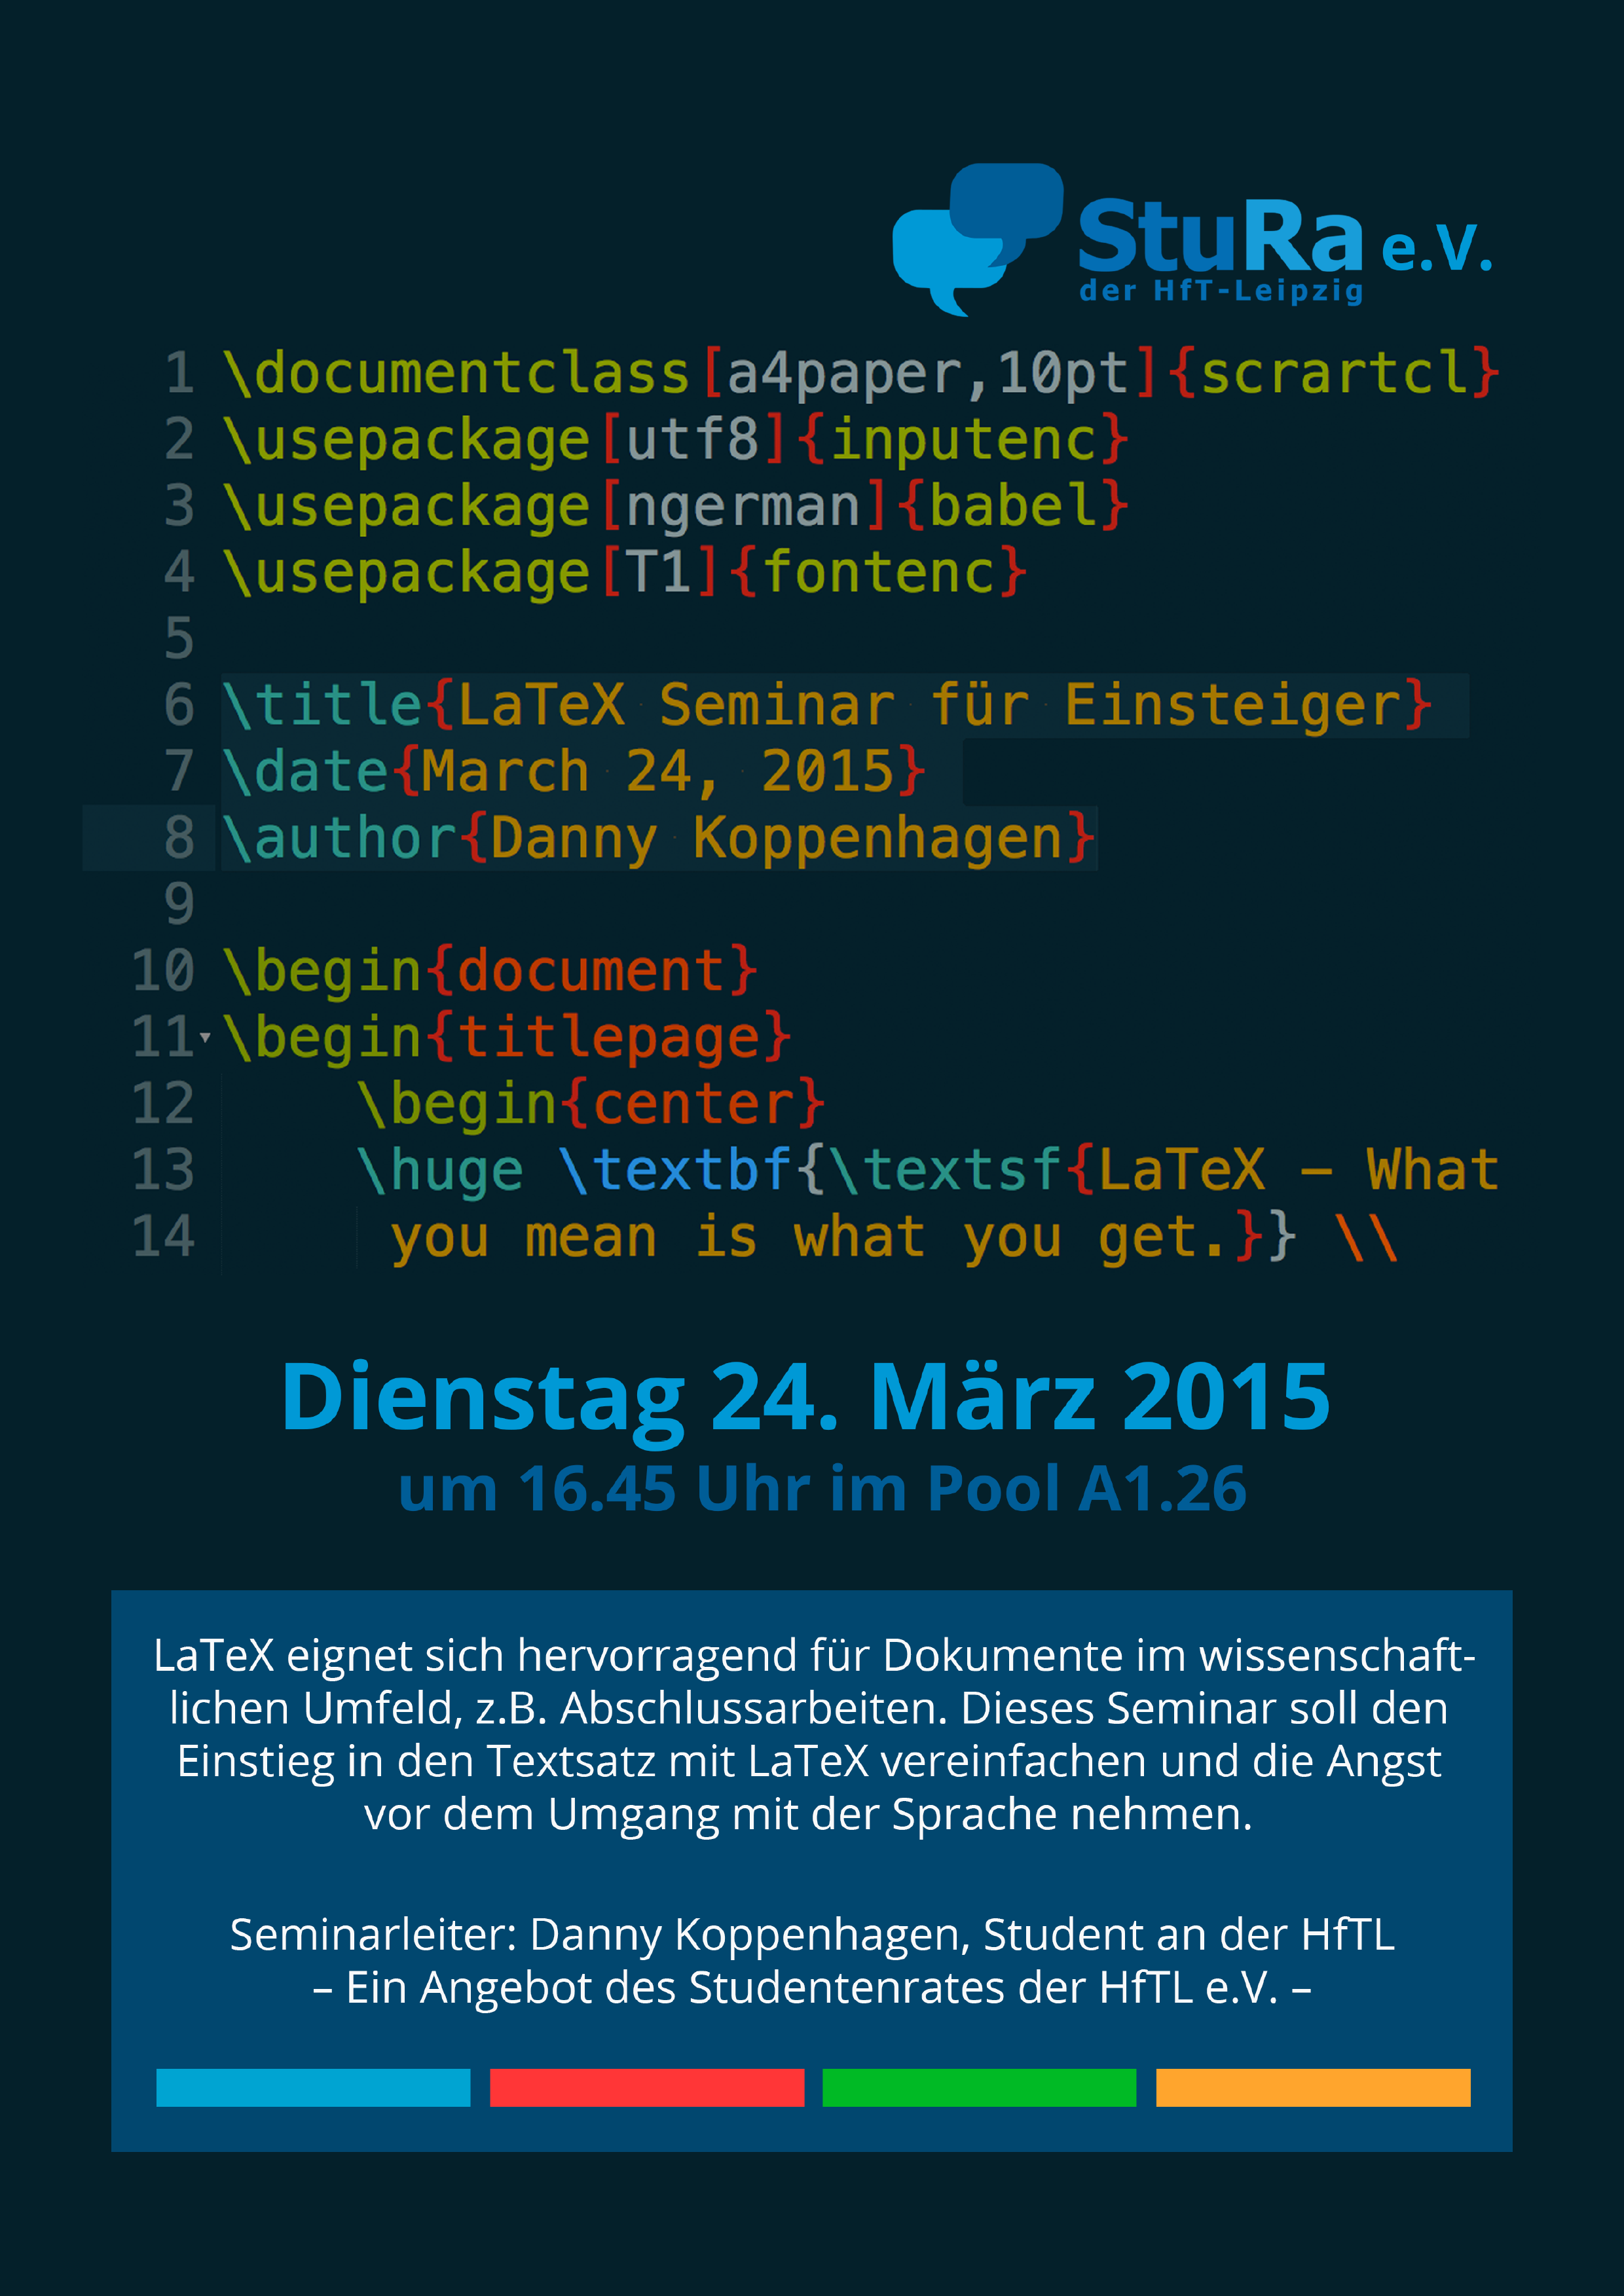 StuRa e.V.
der HfT-Leipzig
1 \documentclass[a4paper,10pt]{scrartcl}
2 \usepackage[utf8]{inputenc}
3 \usepackage[ngerman]{babel}
4 \usepackage[T1]{fontenc}
5
6 \title{LaTeX Seminar für Einsteiger}
7 \date{March 24, 2015}
8 \author{Danny Koppenhagen}
9
10 \begin{document}
11 \begin{titlepage}
12 \begin{center}
13 \huge \textbf{\textsf{LaTeX – What
14 you mean is what you get.}} \\
Dienstag 24. März 2015
um 16.45 Uhr im Pool A1.26
LaTeX eignet sich hervorragend für Dokumente im wissenschaft-
lichen Umfeld, z.B. Abschlussarbeiten. Dieses Seminar soll den
Einstieg in den Textsatz mit LaTeX vereinfachen und die Angst
vor dem Umgang mit der Sprache nehmen.
Seminarleiter: Danny Koppenhagen, Student an der HfTL
– Ein Angebot des Studentenrates der HfTL e.V. –